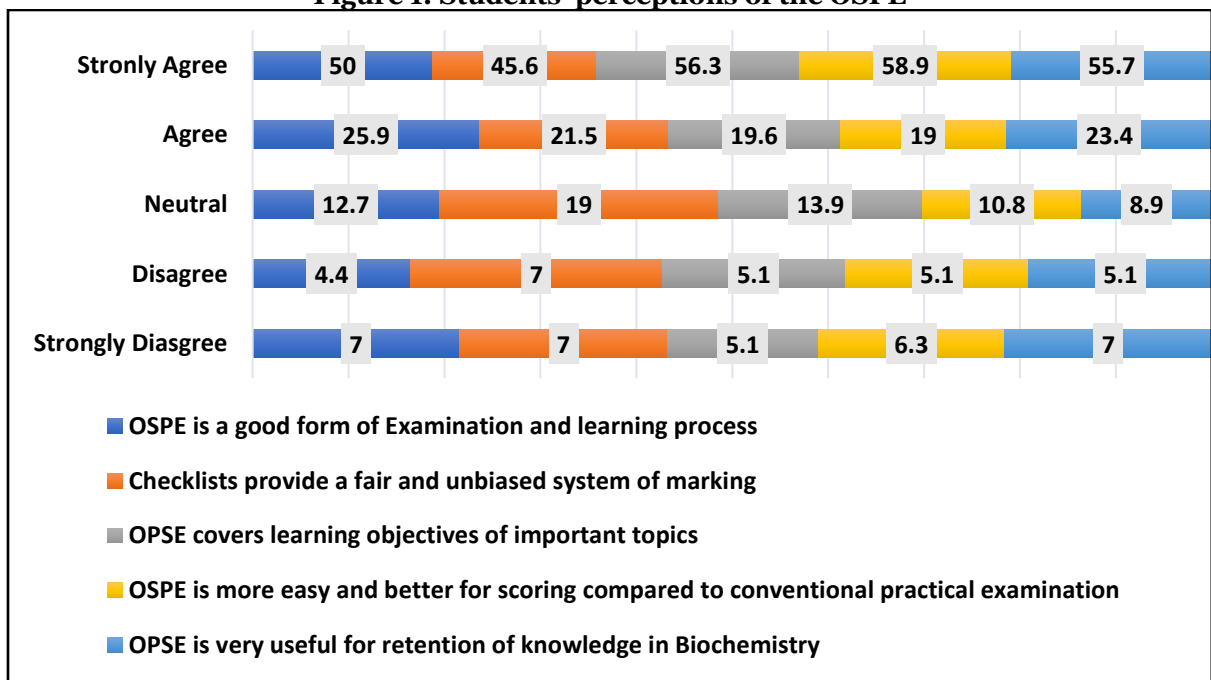 Figure 1: Students' perceptions of the OSPE
Stronly Agree 50 45.6 56.3 58.9 55.7
Agree 25.9 21.5 19.6 19 23.4
Neutral 12.7 19 13.9 10.8 8.9
Disagree 4.4 7 5.1 5.1 5.1
Strongly Diasgree 7 7 5.1 6.3 7
OSPE is a good form of Examination and learning process
Checklists provide a fair and unbiased system of marking
OPSE covers learning objectives of important topics
OSPE is more easy and better for scoring compared to conventional practical examination
OPSE is very useful for retention of knowledge in Biochemistry